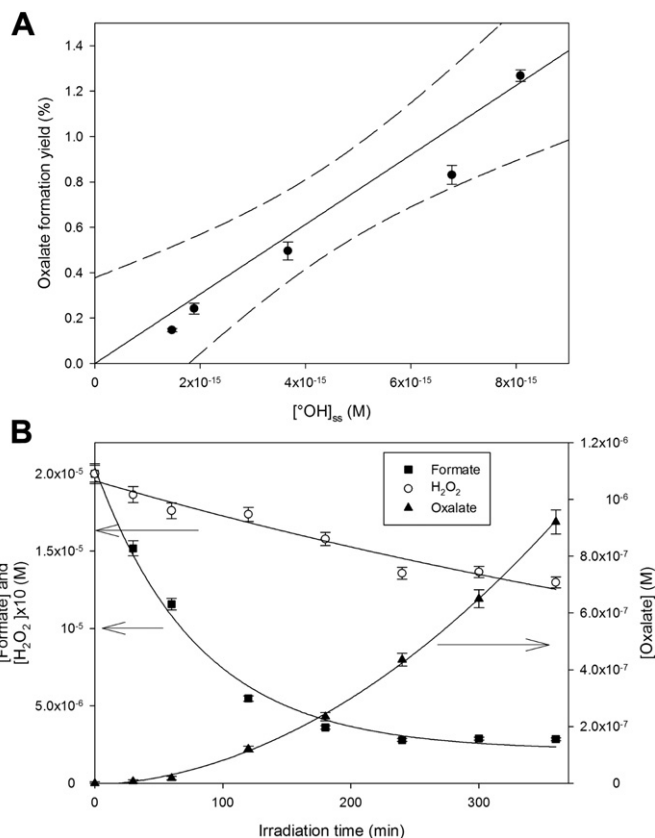 A
Oxalate formation yield (%)
1.4
1.2
1.0
0.8
0.6
0.4
0.2
0.0
0
2x10⁻¹⁵
4x10⁻¹⁵
6x10⁻¹⁵
8x10⁻¹⁵
[°OH]ss (M)
B
[Formate] and
[H₂O₂ ]x10 (M)
2.0x10⁻⁵
1.5x10⁻⁵
10⁻⁵
5.0x10⁻⁶
0
Formate
H₂O₂
Oxalate
1.2x10⁻⁶
10⁻⁶
8.0x10⁻⁷
6.0x10⁻⁷
4.0x10⁻⁷
2.0x10⁻⁷
0
[Oxalate] (M)
0
100
200
300
Irradiation time (min)